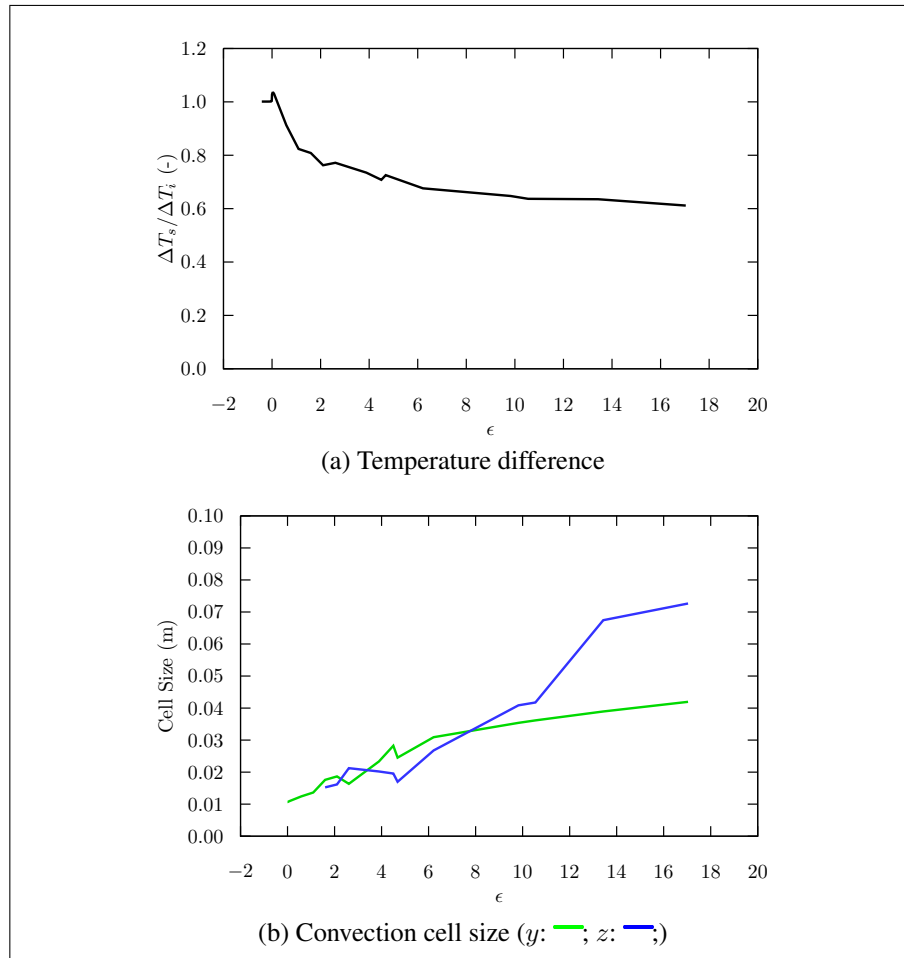 1.2
1.0
0.8
0.6
0.4
0.2
0.0
ΔT_s/ΔT_i (-)
−2 0 2 4 6 8 10 12 14 16 18 20
ϵ
(a) Temperature difference
0.10
0.09
0.08
0.07
0.06
0.05
0.04
0.03
0.02
0.01
0.00
Cell Size (m)
−2 0 2 4 6 8 10 12 14 16 18 20
ϵ
(b) Convection cell size (y: ; z: ;)